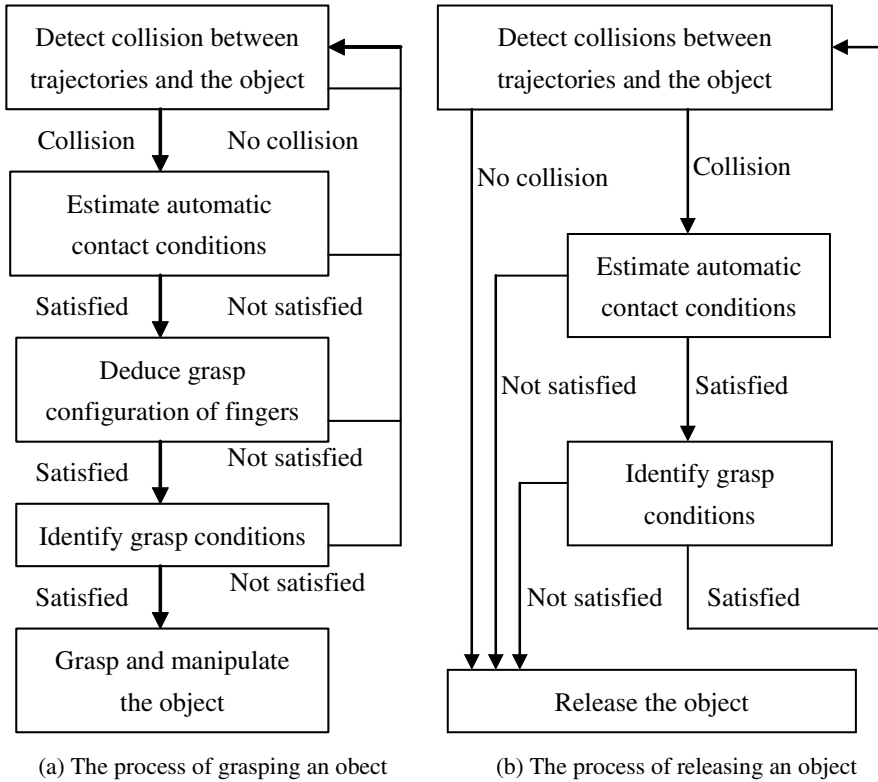 Detect collision between
trajectories and the object
Collision
No collision
Estimate automatic
contact conditions
Satisfied
Not satisfied
Deduce grasp
configuration of fingers
Satisfied
Not satisfied
Identify grasp conditions
Satisfied
Not satisfied
Grasp and manipulate
the object
(a) The process of grasping an obect
Detect collisions between
trajectories and the object
No collision
Collision
Estimate automatic
contact conditions
Not satisfied
Satisfied
Identify grasp
conditions
Not satisfied
Satisfied
Release the object
(b) The process of releasing an object